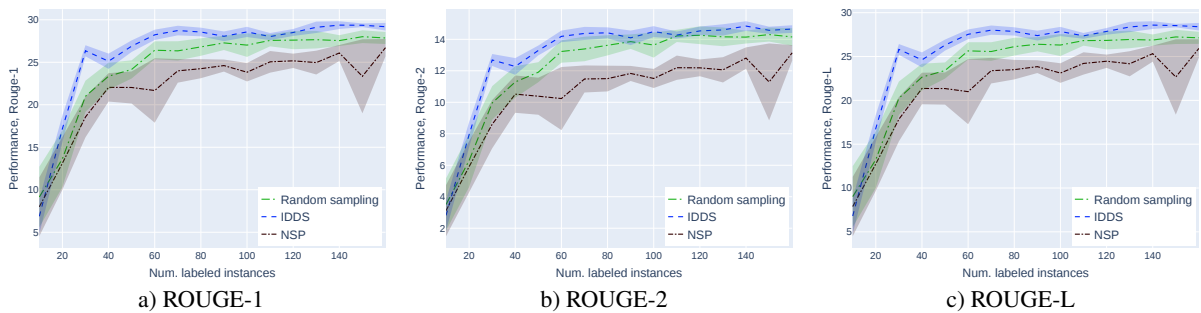 Performance, Rouge-1
30
25
20
15
10
5
20
40
60
80
100
120
140
Num. labeled instances
Random sampling
IDDS
NSP
a) ROUGE-1
Performance, Rouge-2
14
12
10
8
6
4
2
20
40
60
80
100
120
140
Num. labeled instances
Random sampling
IDDS
NSP
b) ROUGE-2
Performance, Rouge-L
30
25
20
15
10
5
20
40
60
80
100
120
140
Num. labeled instances
Random sampling
IDDS
NSP
c) ROUGE-L